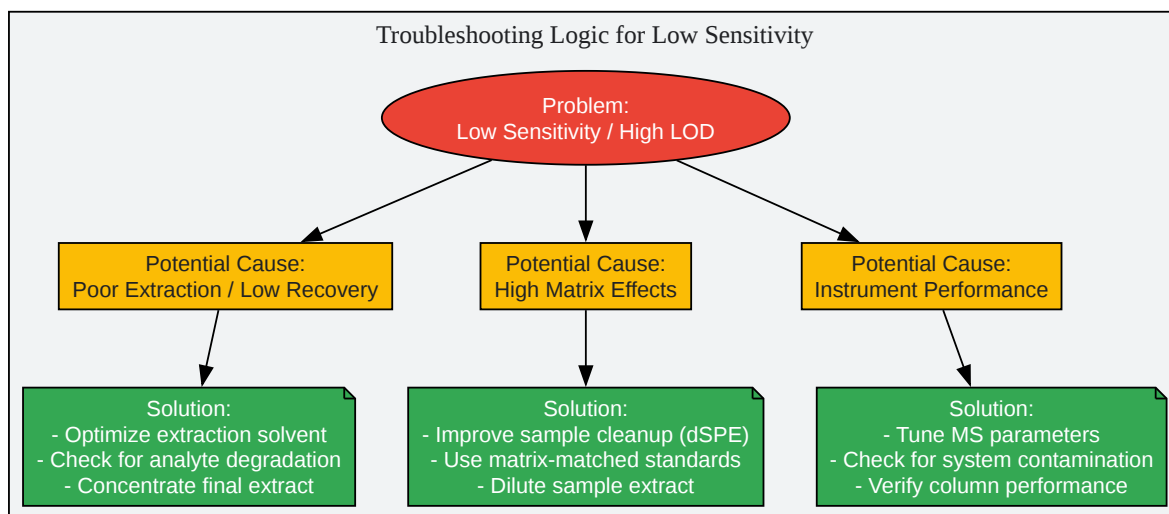 Troubleshooting Logic for Low Sensitivity
Problem:
Low Sensitivity / High LOD
Potential Cause:
Poor Extraction / Low Recovery
Potential Cause:
High Matrix Effects
Potential Cause:
Instrument Performance
Solution:
- Optimize extraction solvent
- Check for analyte degradation
- Concentrate final extract
Solution:
- Improve sample cleanup (dSPE)
- Use matrix-matched standards
- Dilute sample extract
Solution:
- Tune MS parameters
- Check for system contamination
- Verify column performance